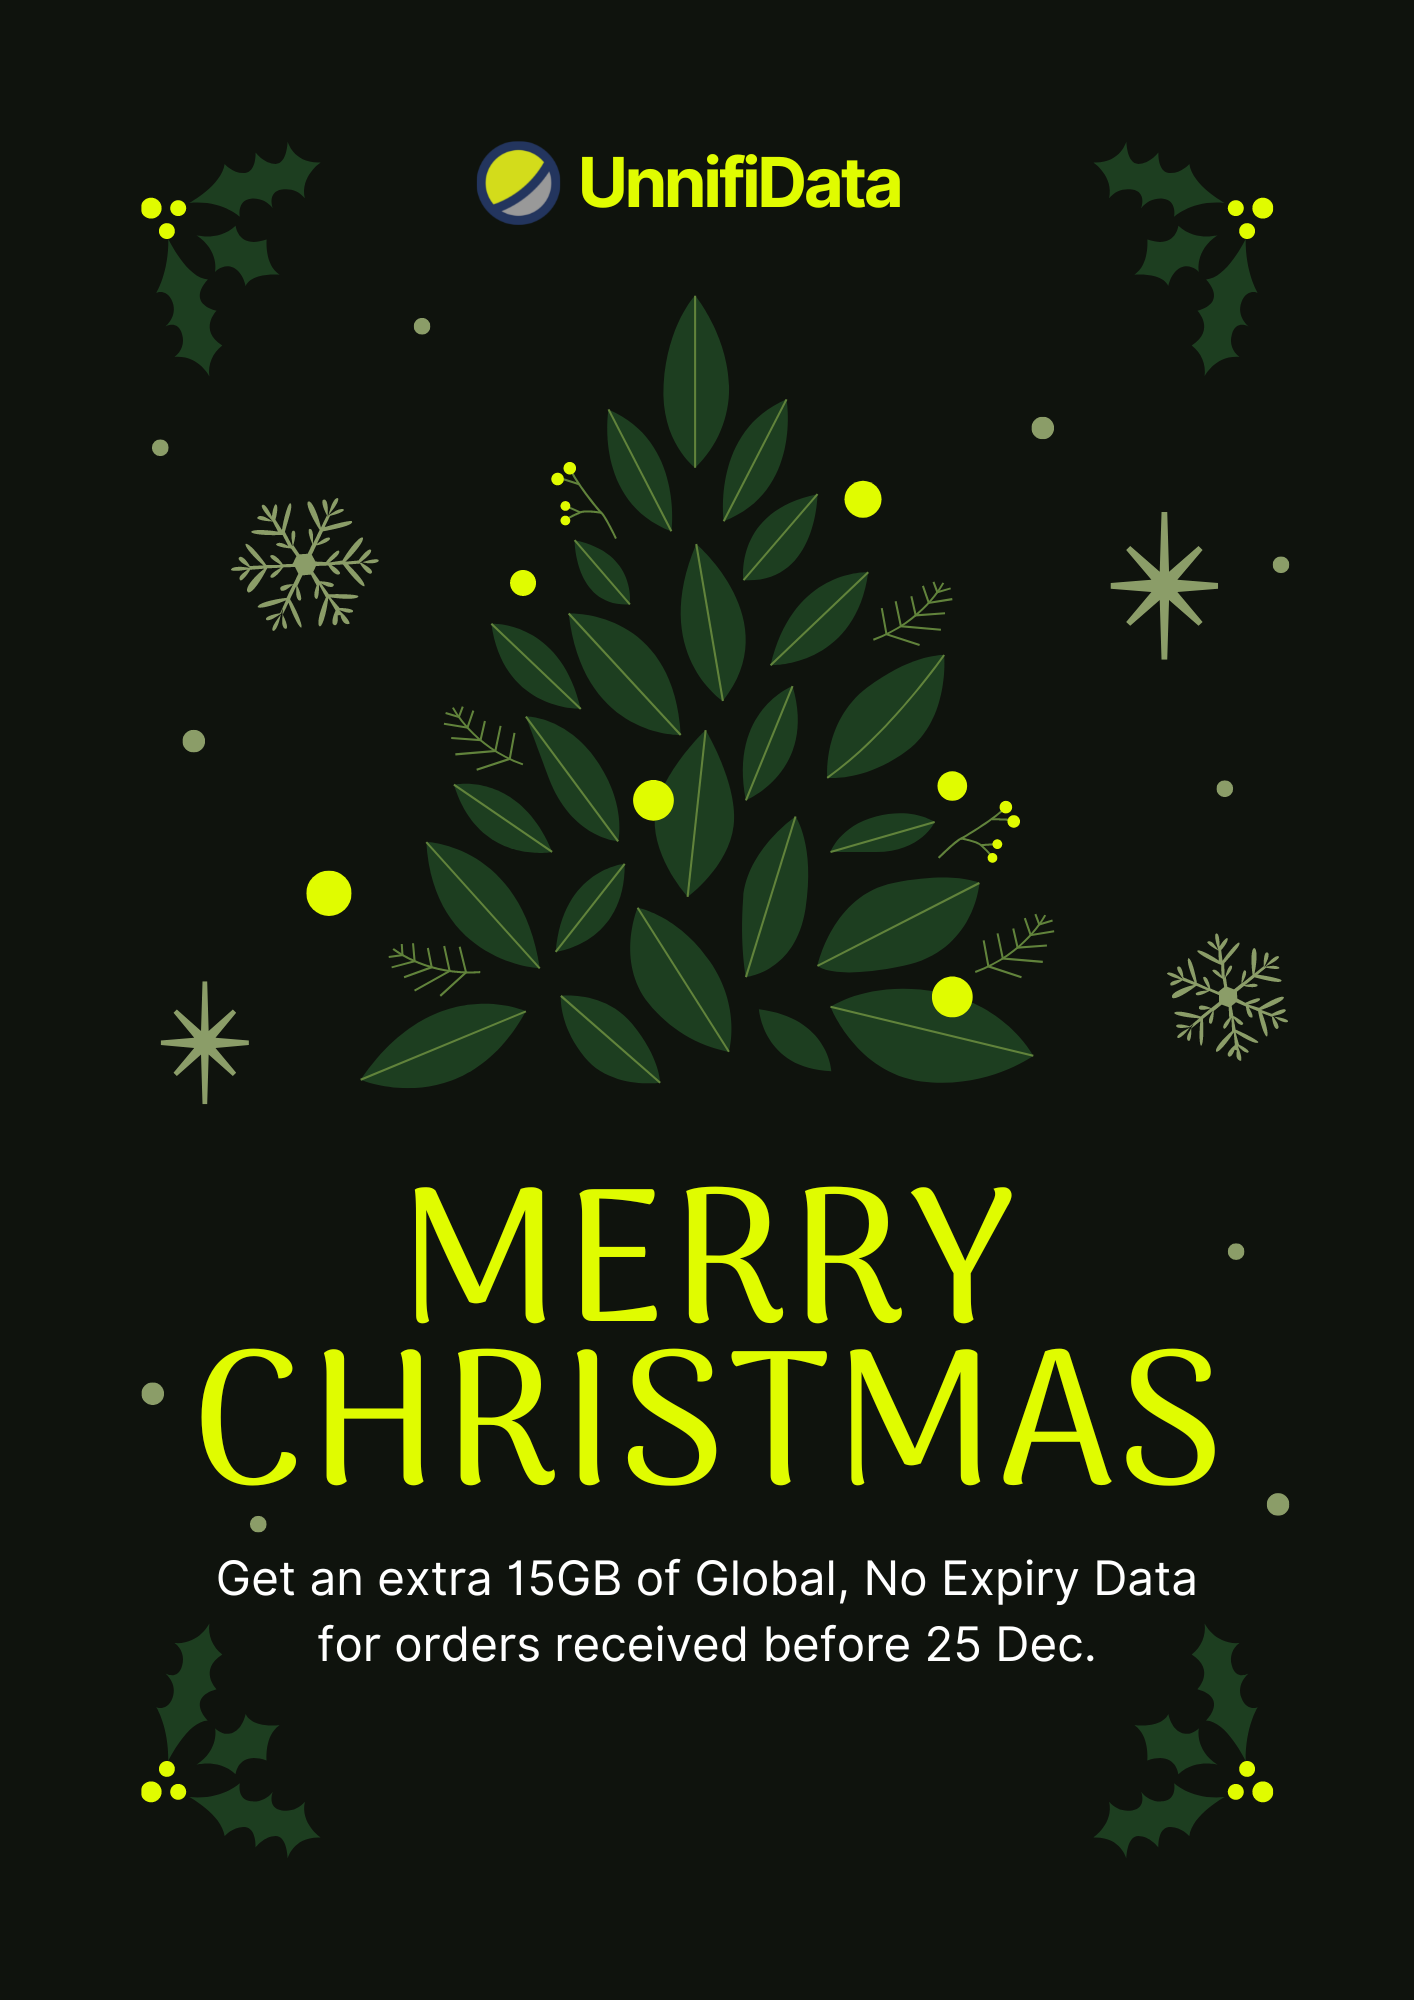 UnnifiData
MERRY
CHRISTMAS
Get an extra 15GB of Global, No Expiry Data
for orders received before 25 Dec.